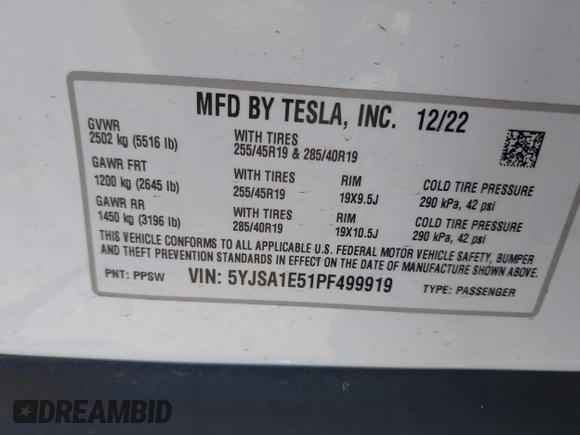 MFD BY TESLA, INC. 12/22
GVWR
2502 kg (5516 lb)
WITH TIRES
255/45R19 & 285/40R19
GAWR FRT
1200 kg (2645 lb)
WITH TIRES
255/45R19
RIM
19X9.5J
COLD TIRE PRESSURE
290 kPa, 42 psi
GAWR RR
1450 kg (3196 lb)
WITH TIRES
285/40R19
RIM
19X10.5J
COLD TIRE PRESSURE
290 kPa, 42 psi
THIS VEHICLE CONFORMS TO ALL APPLICABLE U.S. FEDERAL MOTOR VEHICLE SAFETY, BUMPER
AND THEFT PREVENTION STANDARDS IN EFFECT ON THE DATE OF MANUFACTURE SHOWN ABOVE.
PNT: PPSW VIN: 5YJSA1E51PF499919 TYPE: PASSENGER
DREAMBID